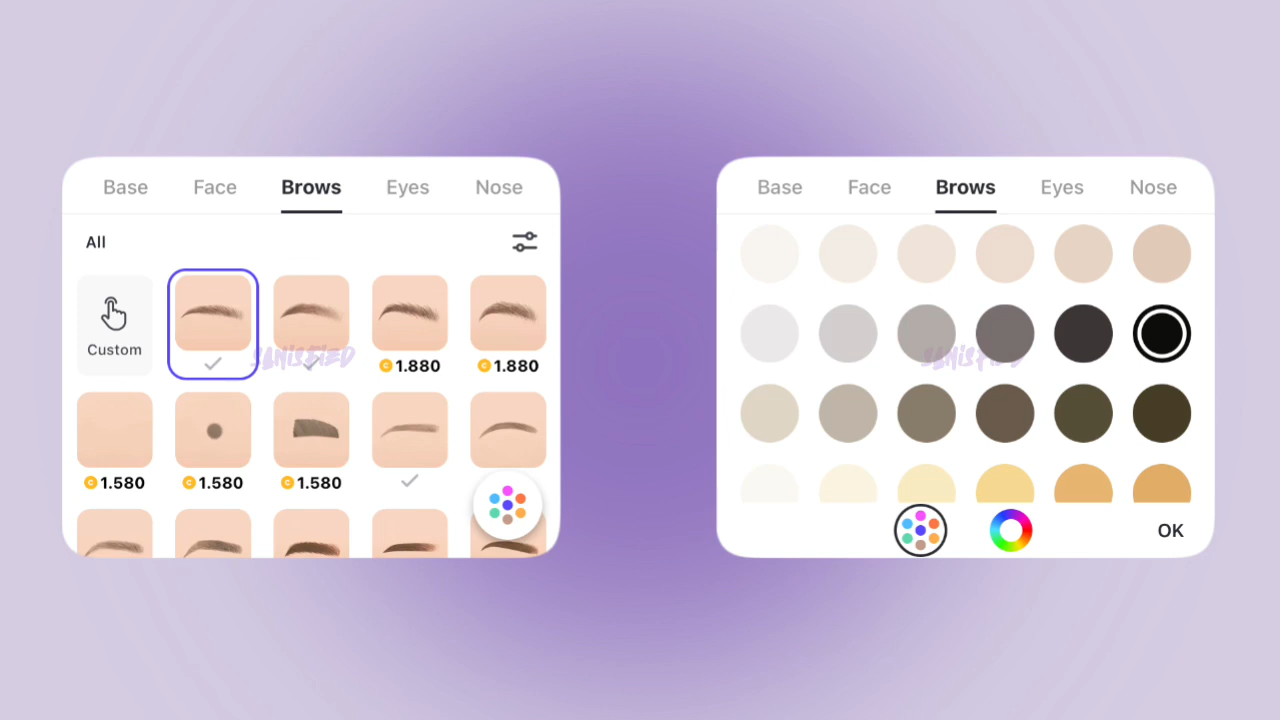 Base Face Brows Eyes Nose
All
Custom
1.880 1.880
1.580 1.580 1.580
Base Face Brows Eyes Nose
OK